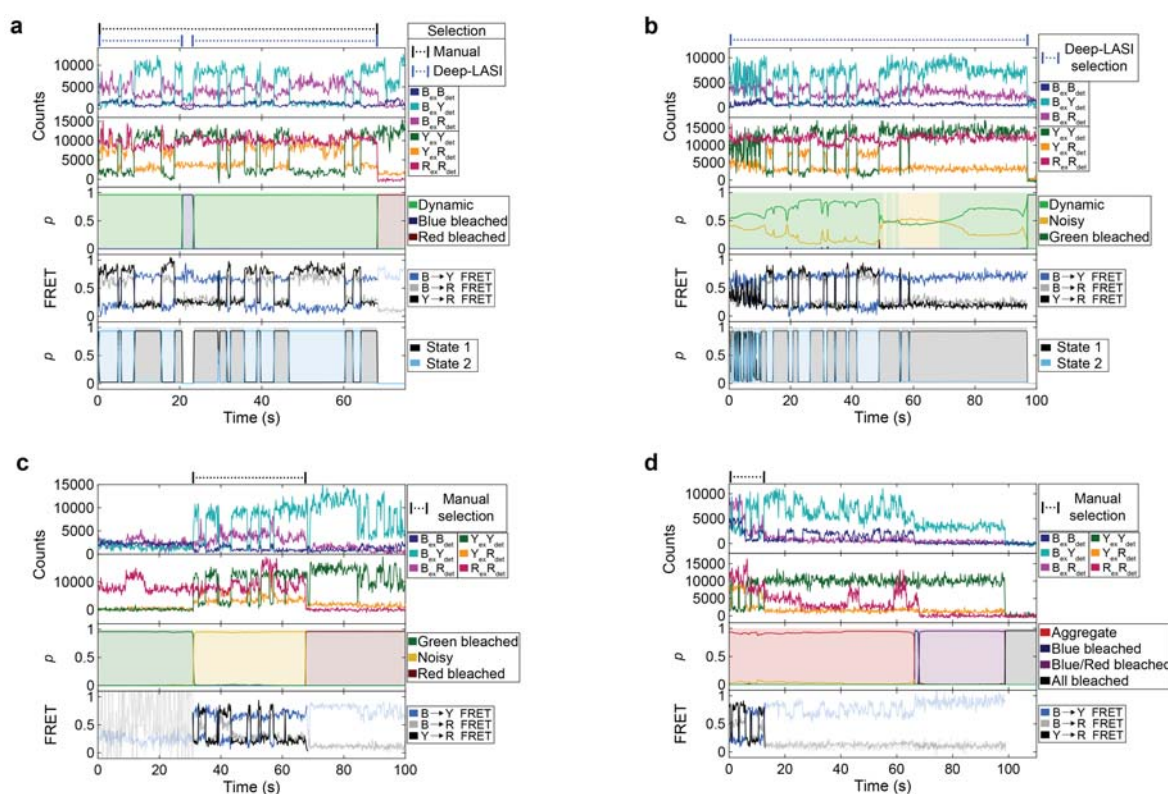 a
Selection
Manual
Deep-LASI
Counts
10000
5000
0
BexBdet
BexYdet
BexRdet
15000
10000
5000
0
YexYdet
YexRdet
RexRdet
p
1
0.5
0
Dynamic
Blue bleached
Red bleached
FRET
1
0.5
0
B→Y FRET
B→R FRET
Y→R FRET
p
1
0.5
0
State 1
State 2
0 20 40 60
Time (s)
b
Deep-LASI
selection
Counts
10000
5000
0
BexBdet
BexYdet
BexRdet
15000
10000
5000
0
YexYdet
YexRdet
RexRdet
p
1
0.5
0
Dynamic
Noisy
Green bleached
FRET
1
0.5
0
B→Y FRET
B→R FRET
Y→R FRET
p
1
0.5
0
State 1
State 2
0 20 40 60 80 100
Time (s)
c
Manual
selection
Counts
15000
10000
5000
0
BexBdet YexYdet
BexYdet YexRdet
BexRdet RexRdet
10000
0
p
1
0.5
0
Green bleached
Noisy
Red bleached
FRET
1
0.5
0
B→Y FRET
B→R FRET
Y→R FRET
0 20 40 60 80 100
Time (s)
d
Manual
selection
Counts
10000
5000
0
BexBdet YexYdet
BexYdet YexRdet
BexRdet RexRdet
15000
10000
5000
0
p
1
0.5
0
Aggregate
Blue bleached
Blue/Red bleached
All bleached
FRET
1
0.5
0
B→Y FRET
B→R FRET
Y→R FRET
0 20 40 60 80 100
Time (s)